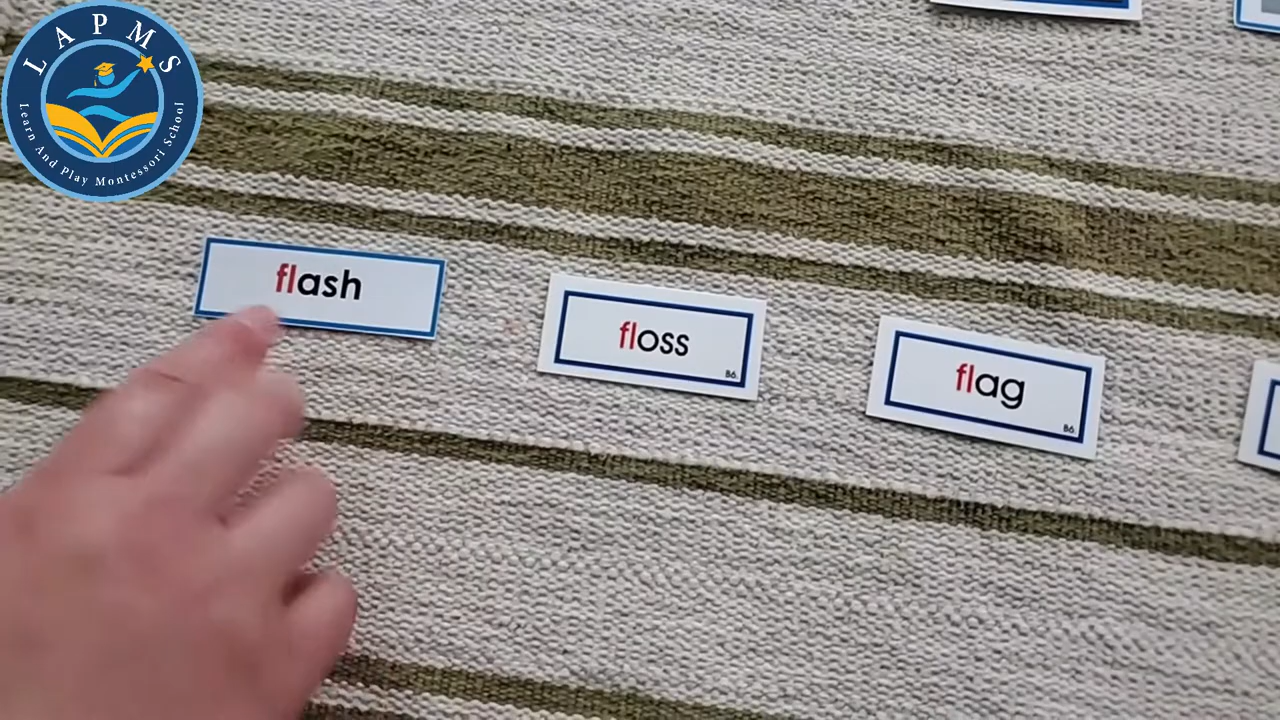 LAPMS
Learn And Play Montessori School
flash
floss
B6.
flag
B6.